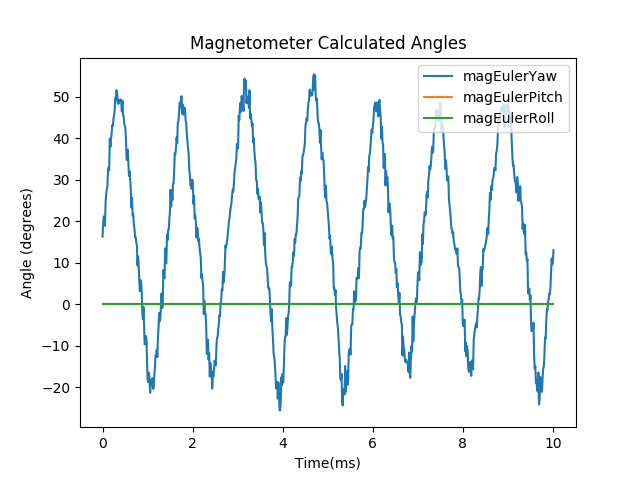 Magnetometer Calculated Angles
magEulerYaw
magEulerPitch
magEulerRoll
Angle (degrees)
50
40
30
20
10
0
−10
−20
0 2 4 6 8 10
Time(ms)